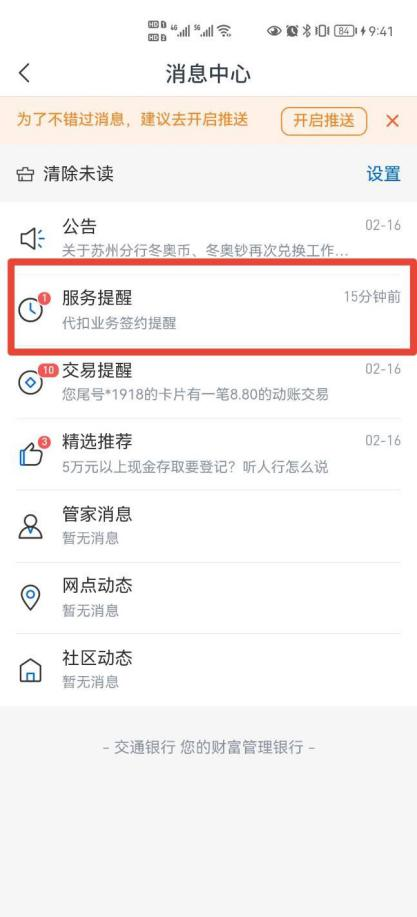 HD 1
HD 2
4G
5G
84
9:41
消息中心
为了不错过消息，建议去开启推送
开启推送
清除未读
设置
公告
02-16
关于苏州分行冬奥币、冬奥钞再次兑换工作...
1
服务提醒
15分钟前
代扣业务签约提醒
10
交易提醒
02-16
您尾号*1918的卡片有一笔8.80的动账交易
3
精选推荐
02-16
5万元以上现金存取要登记？听人行怎么说
管家消息
暂无消息
网点动态
暂无消息
社区动态
暂无消息
- 交通银行 您的财富管理银行 -